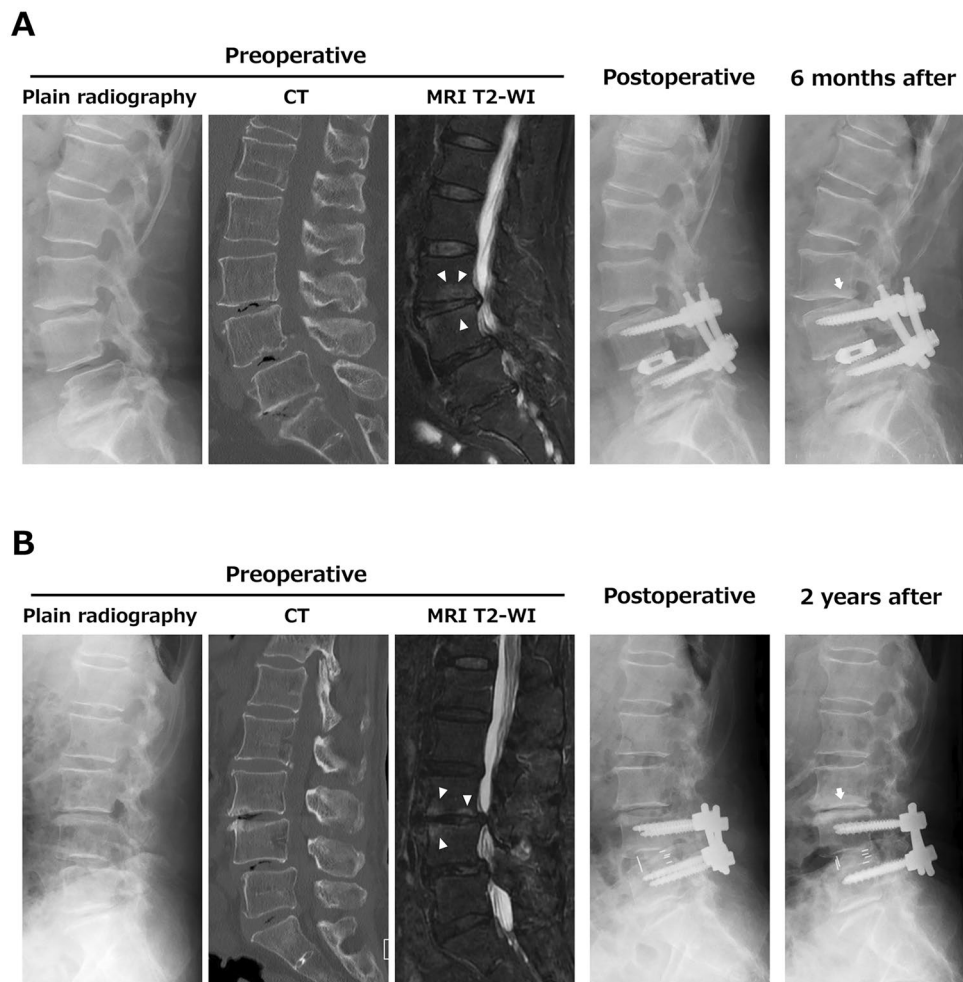 A
Preoperative
Postoperative
6 months after
Plain radiography
CT
MRI T2-WI
B
Preoperative
Postoperative
2 years after
Plain radiography
CT
MRI T2-WI